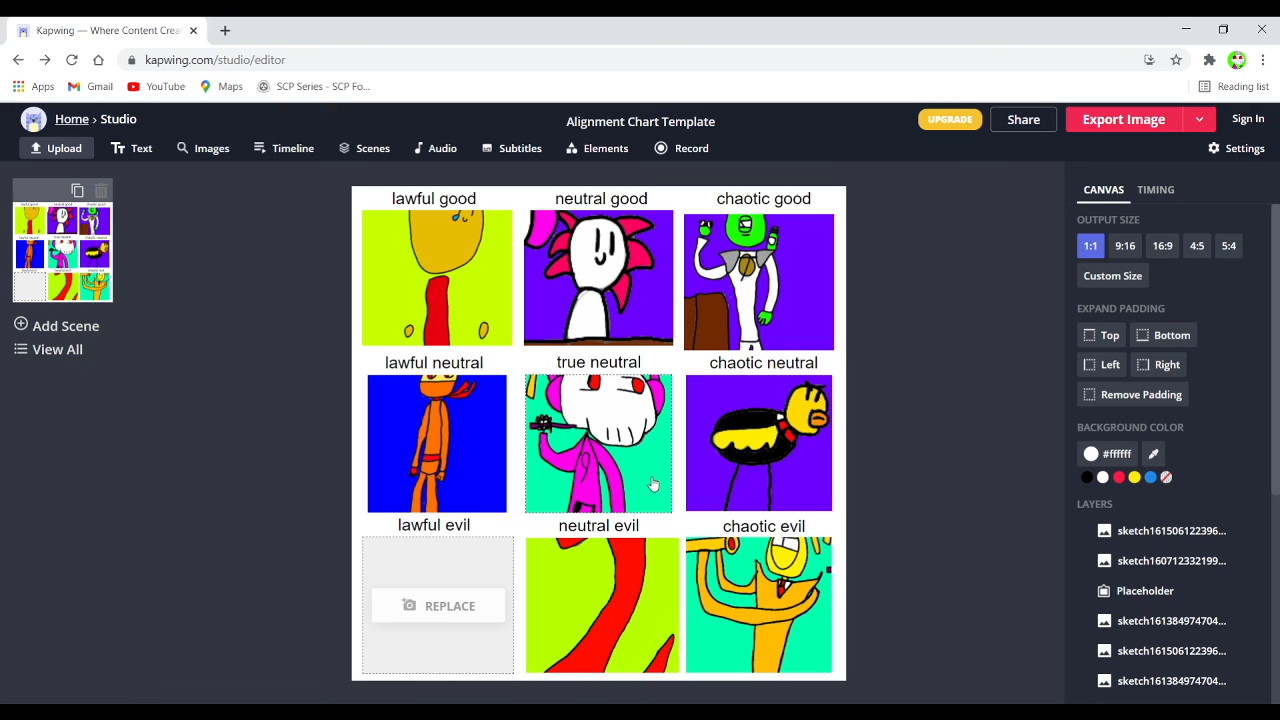 Kapwing — Where Content Crea
kapwing.com/studio/editor
Apps Gmail YouTube Maps SCP Series - SCP Fo... Reading list
Home › Studio Alignment Chart Template UPGRADE Share Export Image Sign In
Upload Text Images Timeline Scenes Audio Subtitles Elements Record Settings
Add Scene
View All
lawful good neutral good chaotic good
lawful neutral true neutral chaotic neutral
lawful evil neutral evil chaotic evil
REPLACE
CANVAS TIMING
OUTPUT SIZE
1:1 9:16 16:9 4:5 5:4
Custom Size
EXPAND PADDING
Top Bottom
Left Right
Remove Padding
BACKGROUND COLOR
#ffffff
LAYERS
sketch161506122396...
sketch160712332199...
Placeholder
sketch161384974704...
sketch161506122396...
sketch161384974704...